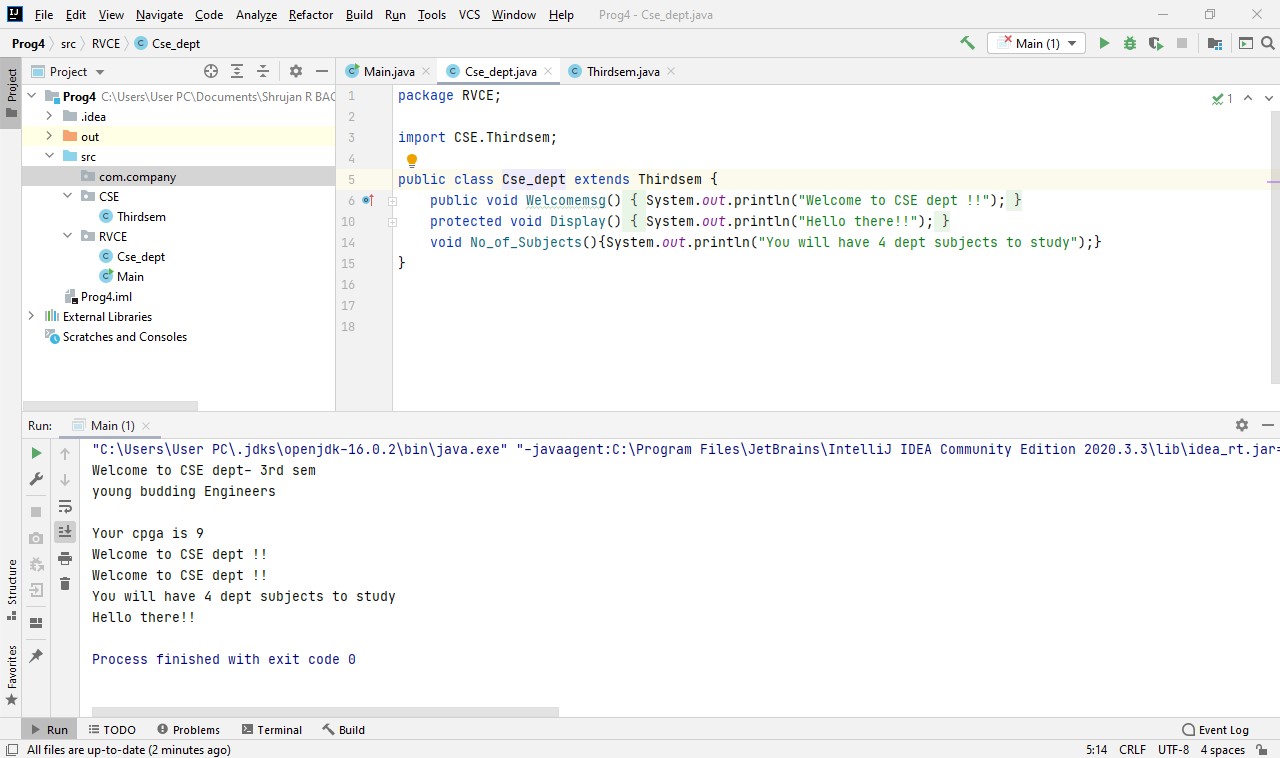 File Edit View Navigate Code Analyze Refactor Build Run Tools VCS Window Help Prog4 - Cse_dept.java
Prog4 src RVCE Cse_dept Main (1)
Project
Project
Main.java Cse_dept.java Thirdsem.java
Prog4 C:\Users\User PC\Documents\Shrujan R BAC
.idea
out
src
com.company
CSE
Thirdsem
RVCE
Cse_dept
Main
Prog4.iml
External Libraries
Scratches and Consoles
1 package RVCE;
1
2
3 import CSE.Thirdsem;
4
5 public class Cse_dept extends Thirdsem {
6 public void Welcomemsg() { System.out.println("Welcome to CSE dept !!"); }
10 protected void Display() { System.out.println("Hello there!!"); }
14 void No_of_Subjects(){System.out.println("You will have 4 dept subjects to study");}
15 }
16
17
18
Run: Main (1)
"C:\Users\User PC\.jdks\openjdk-16.0.2\bin\java.exe" "-javaagent:C:\Program Files\JetBrains\IntelliJ IDEA Community Edition 2020.3.3\lib\idea_rt.jar=
Welcome to CSE dept- 3rd sem
young budding Engineers
Your cpga is 9
Welcome to CSE dept !!
Welcome to CSE dept !!
You will have 4 dept subjects to study
Hello there!!
Process finished with exit code 0
Structure
Favorites
Run TODO Problems Terminal Build Event Log
All files are up-to-date (2 minutes ago) 5:14 CRLF UTF-8 4 spaces